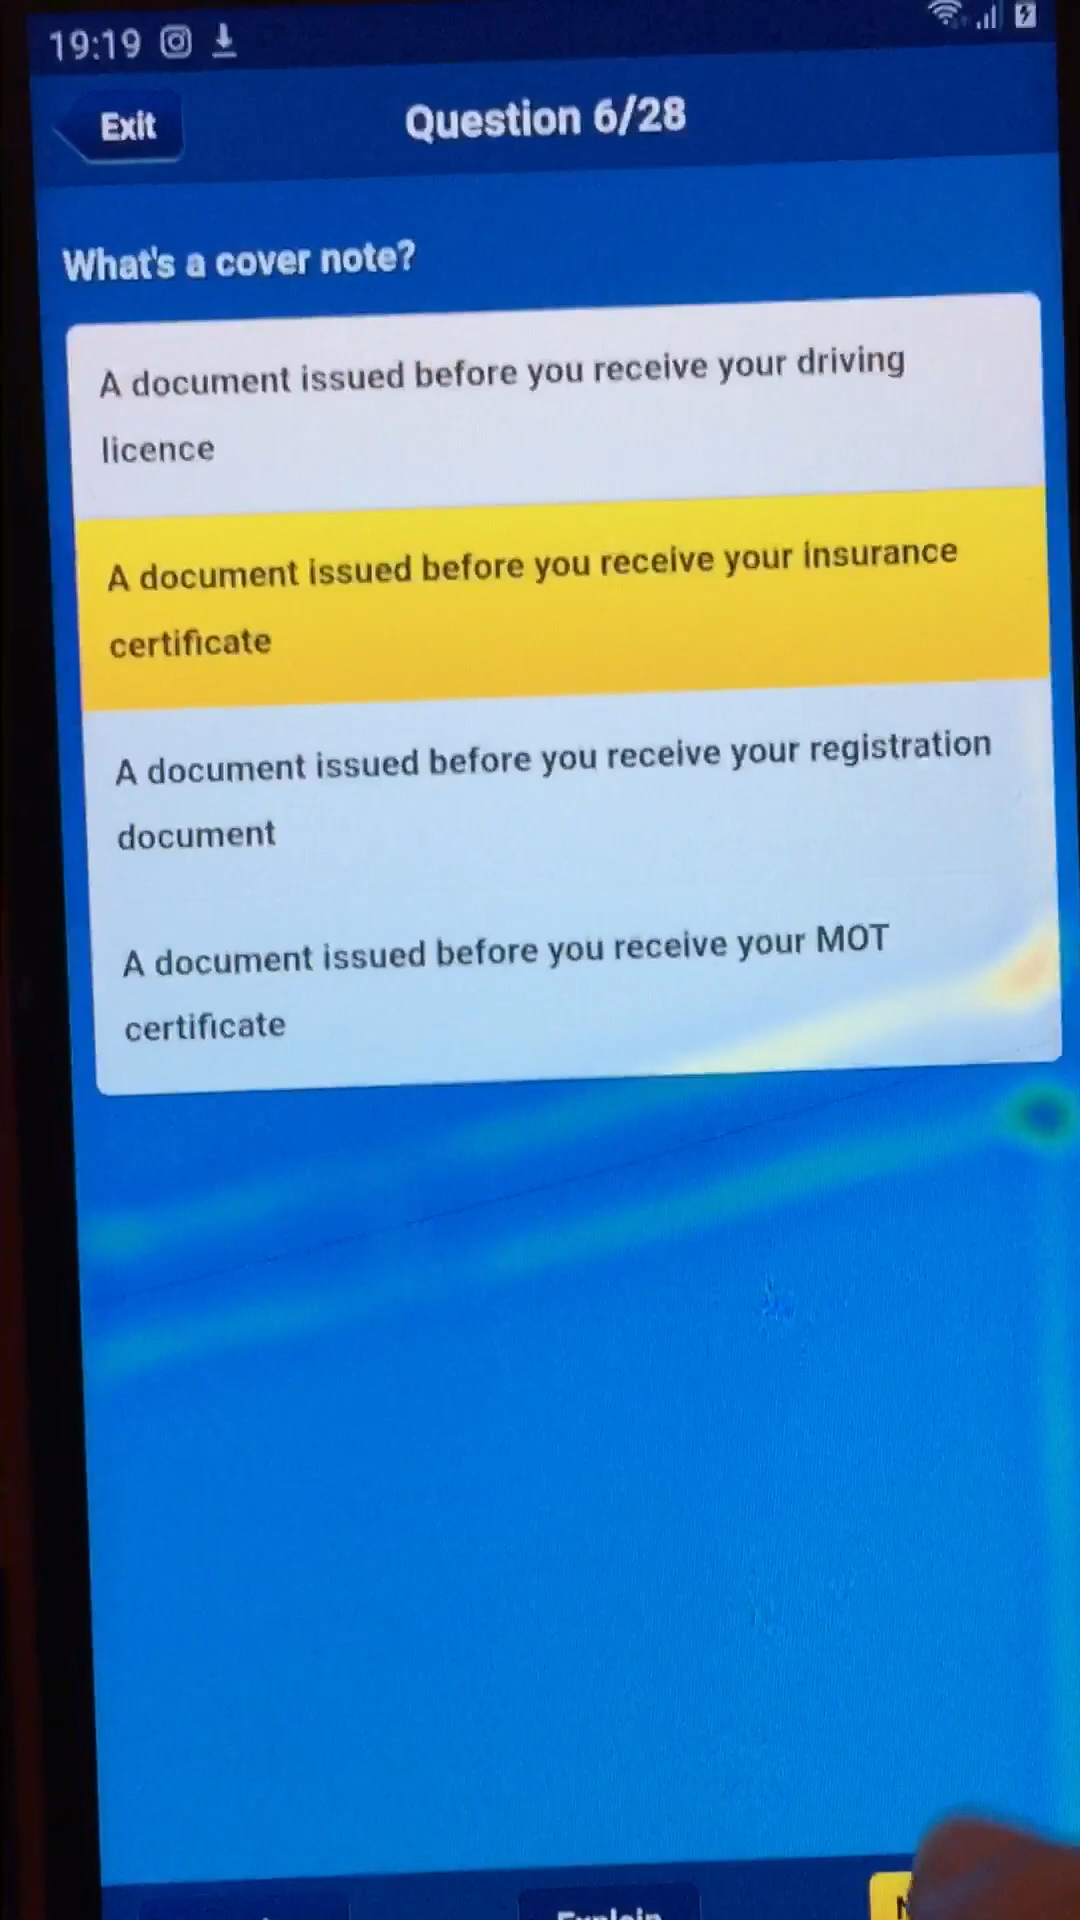 19:19
Exit
Question 6/28
What's a cover note?
A document issued before you receive your driving
licence
A document issued before you receive your insurance
certificate
A document issued before you receive your registration
document
A document issued before you receive your MOT
certificate
Explain